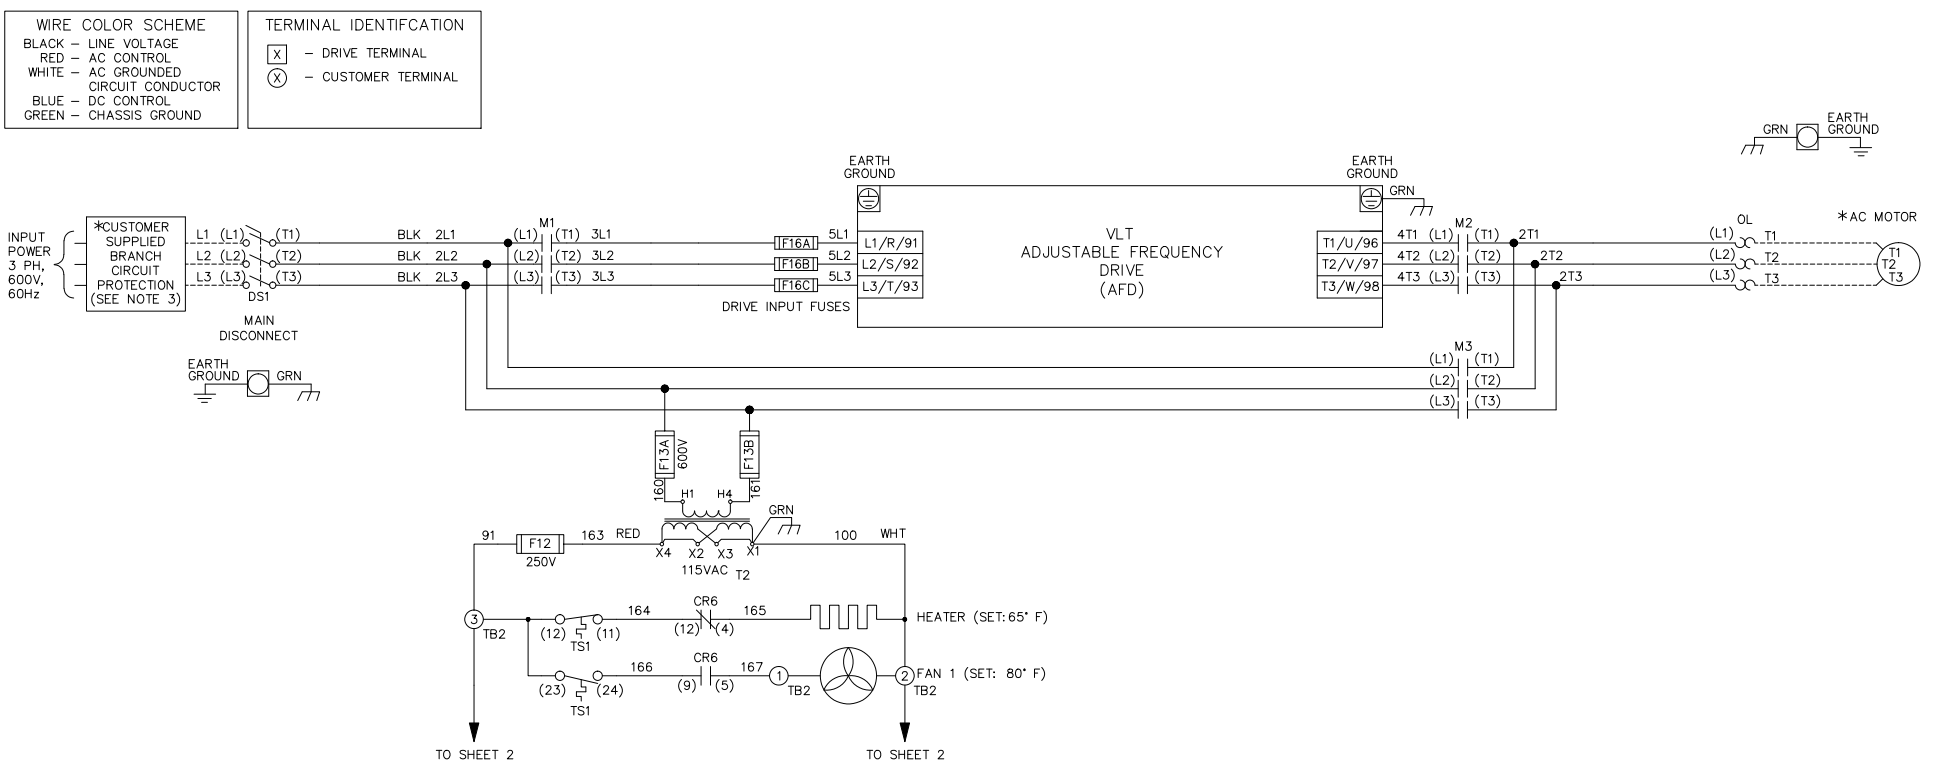 WIRE COLOR SCHEME
BLACK – LINE VOLTAGE
RED – AC CONTROL
WHITE – AC GROUNDED
CIRCUIT CONDUCTOR
BLUE – DC CONTROL
GREEN – CHASSIS GROUND
TERMINAL IDENTIFCATION
X – DRIVE TERMINAL
X – CUSTOMER TERMINAL
GRN
EARTH
GROUND
INPUT
POWER
3 PH,
600V,
60Hz
*CUSTOMER
SUPPLIED
BRANCH
CIRCUIT
PROTECTION
(SEE NOTE 3)
L1 (L1) (T1)
L2 (L2) (T2)
L3 (L3) (T3)
DS1
MAIN
DISCONNECT
EARTH
GROUND
GRN
BLK 2L1
BLK 2L2
BLK 2L3
M1
(L1) (T1) 3L1
(L2) (T2) 3L2
(L3) (T3) 3L3
F16A 5L1
F16B 5L2
F16C 5L3
DRIVE INPUT FUSES
EARTH
GROUND
L1/R/91
L2/S/92
L3/T/93
VLT
ADJUSTABLE FREQUENCY
DRIVE
(AFD)
EARTH
GROUND
GRN
T1/U/96
T2/V/97
T3/W/98
M2
4T1 (L1) (T1) 2T1
4T2 (L2) (T2) 2T2
4T3 (L3) (T3) 2T3
OL
(L1) T1
(L2) T2
(L3) T3
*AC MOTOR
T1
T2
T3
M3
(L1) (T1)
(L2) (T2)
(L3) (T3)
F13A
600V
F13B
160
161
H1 H4
GRN
91
F12
250V
163 RED
X4 X2 X3 X1
115VAC T2
100 WHT
3
TB2
(12) (11)
TS1
164
CR6
(12) (4)
165
HEATER (SET:65° F)
(23) (24)
TS1
166
CR6
(9) (5)
167
1
TB2
2
TB2
FAN 1 (SET: 80° F)
TO SHEET 2
TO SHEET 2